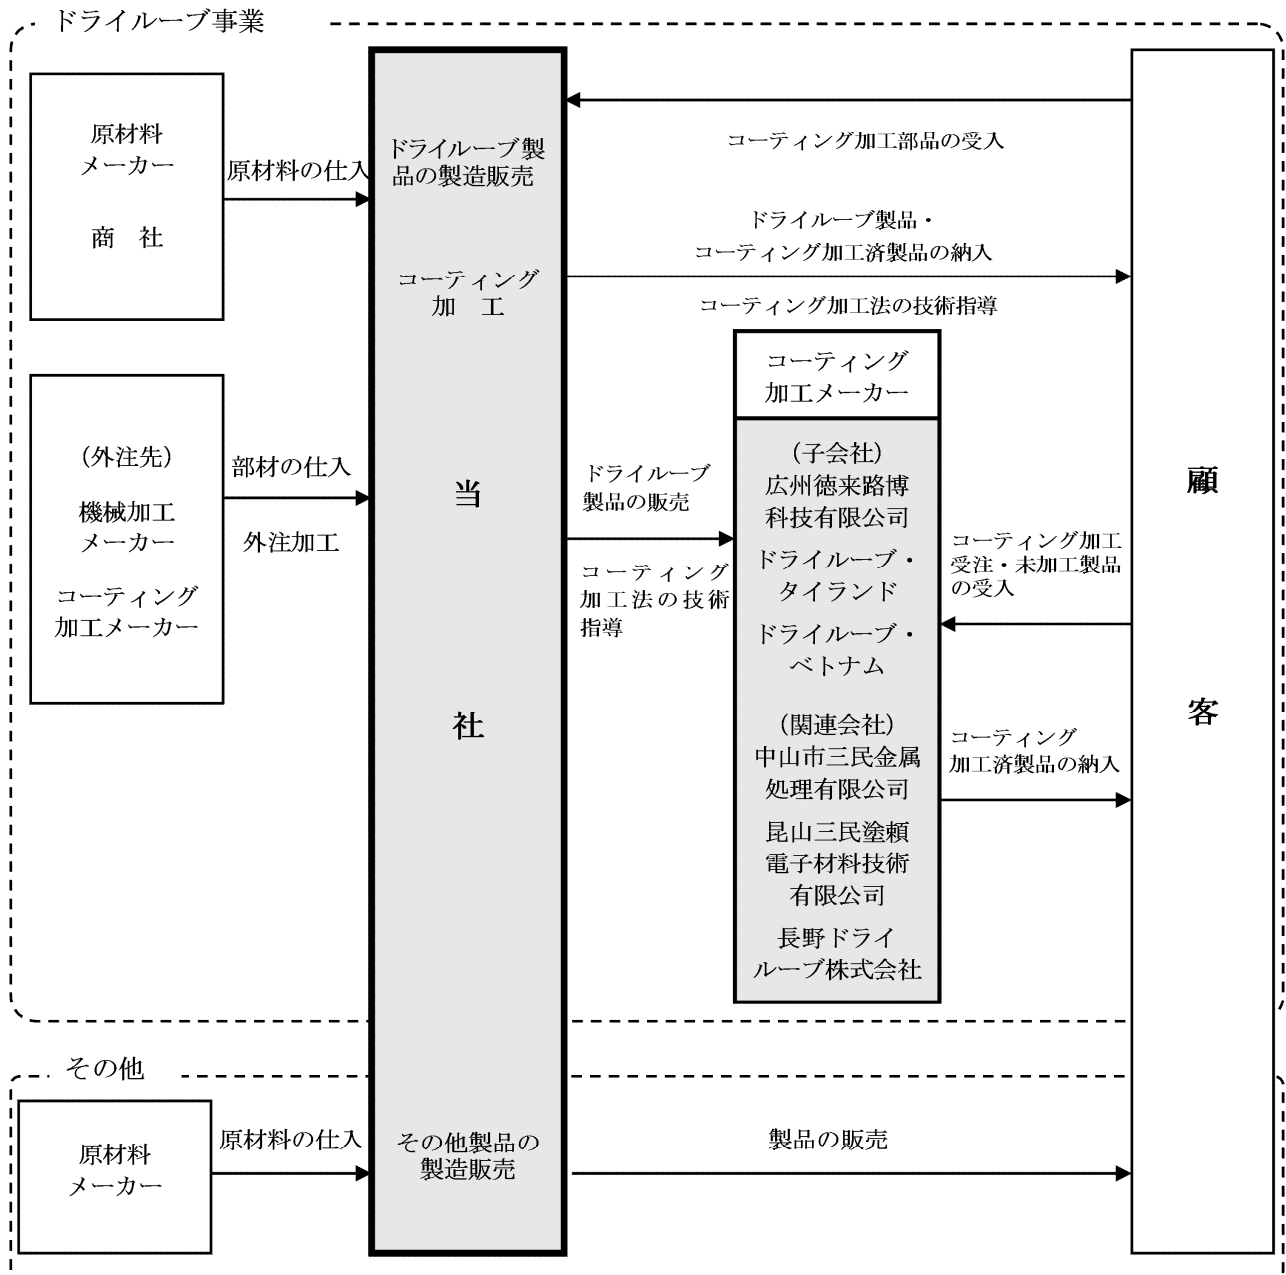 ドライルーブ事業
原材料
メーカー
商　社
原材料の仕入
ドライルーブ製
品の製造販売
コーティング
加　工
コーティング加工部品の受入
ドライルーブ製品・
コーティング加工済製品の納入
コーティング加工法の技術指導
(外注先)
機械加工
メーカー
コーティング
加工メーカー
部材の仕入
外注加工
当
社
ドライルーブ
製品の販売
コーティング
加工法の技術
指導
コーティング
加工メーカー
(子会社)
広州徳来路博
科技有限公司
ドライルーブ・
タイランド
ドライルーブ・
ベトナム
(関連会社)
中山市三民金属
処理有限公司
昆山三民塗頼
電子材料技術
有限公司
長野ドライ
ルーブ株式会社
コーティング加工
受注・未加工製品
の受入
コーティング
加工済製品の納入
顧
客
その他
原材料
メーカー
原材料の仕入
その他製品の
製造販売
製品の販売